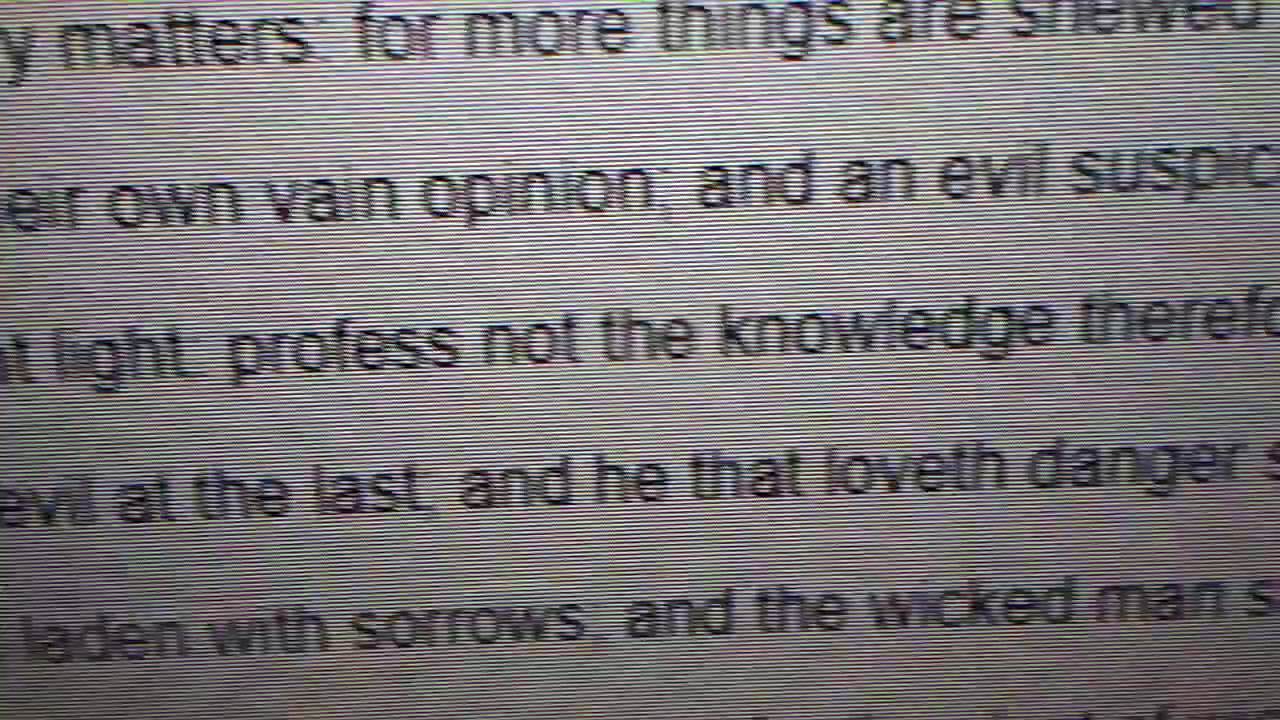 y matters: for more things are shewed
eir own vain opinion; and an evil suspic
t light: profess not the knowledge therefo
evil at the last; and he that loveth danger s
laden with sorrows; and the wicked man s